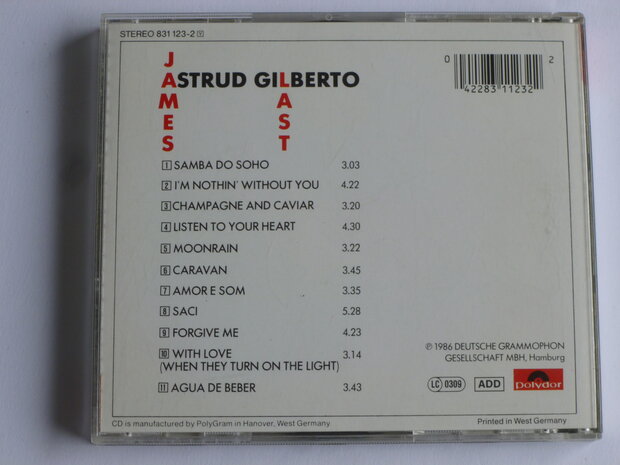 STEREO 831 123-2 Y
JAMES
ASTRUD GILBERTO
LAST
0 42283 11232 2
1 SAMBA DO SOHO 3.03
2 I'M NOTHIN' WITHOUT YOU 4.22
3 CHAMPAGNE AND CAVIAR 3.20
4 LISTEN TO YOUR HEART 4.30
5 MOONRAIN 3.22
6 CARAVAN 3.45
7 AMOR E SOM 3.35
8 SACI 5.28
9 FORGIVE ME 4.23
10 WITH LOVE 3.14
(WHEN THEY TURN ON THE LIGHT)
11 AGUA DE BEBER 3.43
℗ 1986 DEUTSCHE GRAMMOPHON
GESELLSCHAFT MBH, Hamburg
LC 0309 ADD Polydor
CD is manufactured by PolyGram in Hanover, West Germany
Printed in West Germany